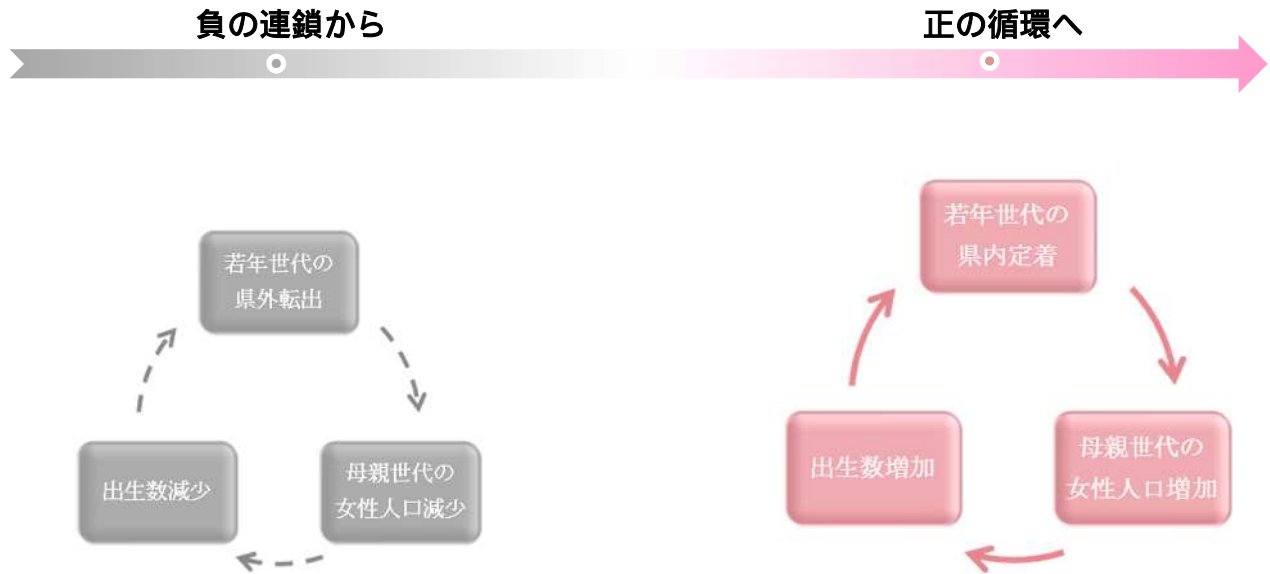 負の連鎖から
正の循環へ
若年世代の
県外転出
出生数減少
母親世代の
女性人口減少
若年世代の
県内定着
出生数増加
母親世代の
女性人口増加